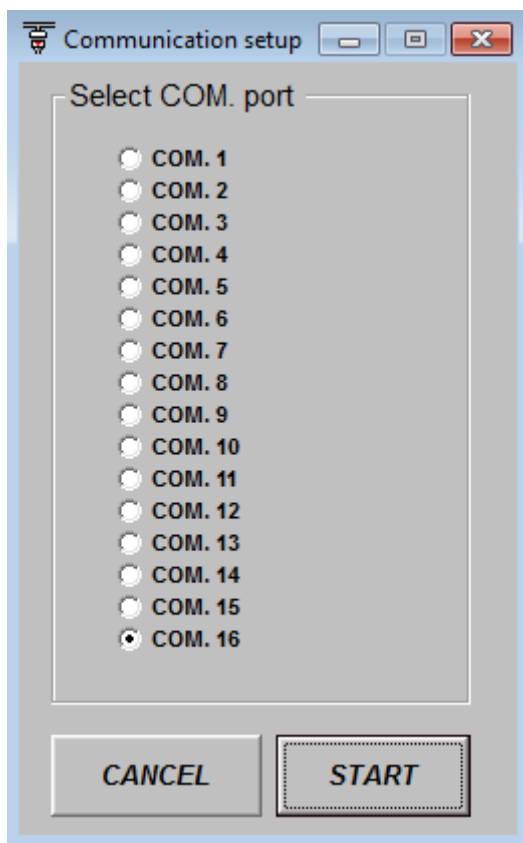 Communication setup
Select COM. port
COM. 1
COM. 2
COM. 3
COM. 4
COM. 5
COM. 6
COM. 7
COM. 8
COM. 9
COM. 10
COM. 11
COM. 12
COM. 13
COM. 14
COM. 15
COM. 16
CANCEL START